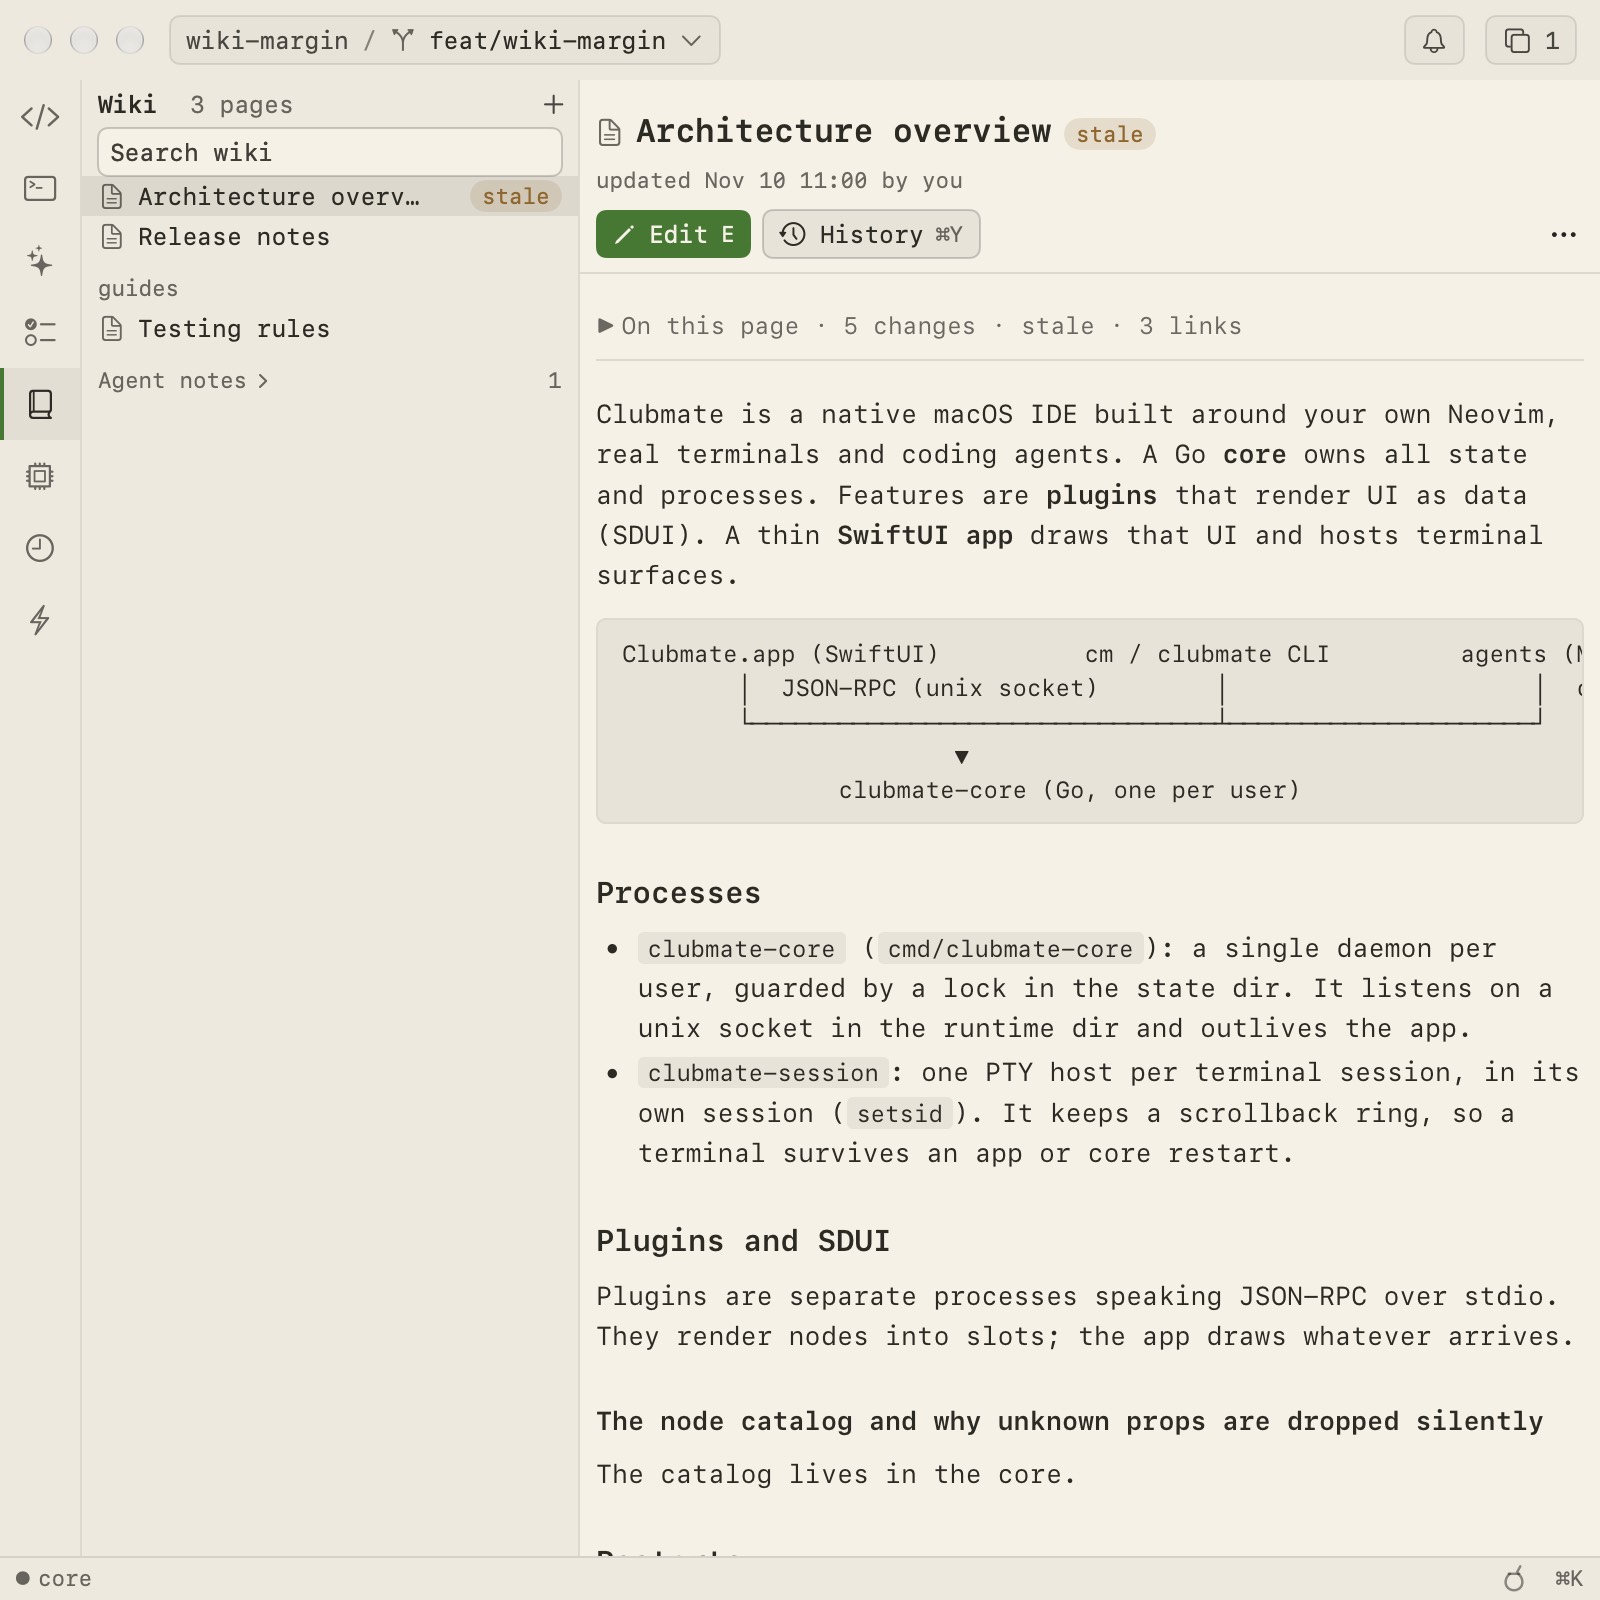 wiki-margin / feat/wiki-margin
1
Wiki 3 pages
Search wiki
Architecture overv… stale
Release notes
guides
Testing rules
Agent notes 1
Architecture overview stale
updated Nov 10 11:00 by you
Edit E History ⌘Y
On this page · 5 changes · stale · 3 links
Clubmate is a native macOS IDE built around your own Neovim,
real terminals and coding agents. A Go core owns all state
and processes. Features are plugins that render UI as data
(SDUI). A thin SwiftUI app draws that UI and hosts terminal
surfaces.
Clubmate.app (SwiftUI) cm / clubmate CLI agents (
JSON-RPC (unix socket)
clubmate-core (Go, one per user)
Processes
• clubmate-core (cmd/clubmate-core): a single daemon per
user, guarded by a lock in the state dir. It listens on a
unix socket in the runtime dir and outlives the app.
• clubmate-session: one PTY host per terminal session, in its
own session (setsid). It keeps a scrollback ring, so a
terminal survives an app or core restart.
Plugins and SDUI
Plugins are separate processes speaking JSON-RPC over stdio.
They render nodes into slots; the app draws whatever arrives.
The node catalog and why unknown props are dropped silently
The catalog lives in the core.
core ⌘K